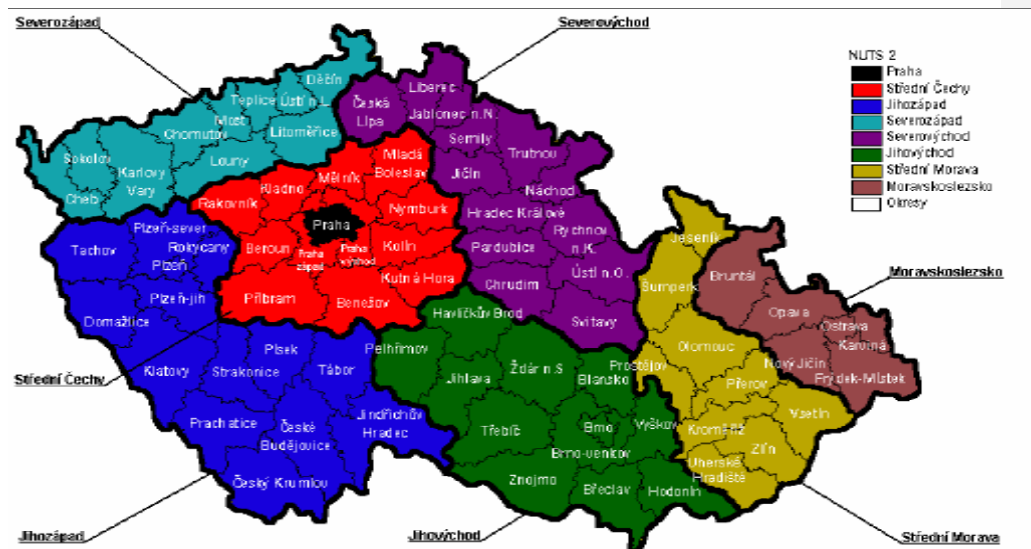 Severozápad
Severovýchod
NUTS 2
Praha
Střední Čechy
Jihozápad
Severozápad
Severovýchod
Jihovýchod
Střední Morava
Moravskoslezsko
Okresy
Děčín
Teplice
Ústí n.L.
Most
Chomutov
Litoměřice
Louny
Sokolov
Karlovy
Vary
Cheb
Česká
Lípa
Liberec
Jablonec n.N.
Semily
Trutnov
Jičín
Náchod
Hradec Králové
Rychnov
n.K.
Pardubice
Ústí n.O.
Chrudim
Svitavy
Mladá
Boleslav
Mělník
Kladno
Rakovník
Nymburk
Praha
Beroun
Praha
západ
Praha
východ
Kolín
Kutná Hora
Příbram
Benešov
Tachov
Plzeň-sever
Rokycany
Plzeň
Plzeň-jih
Domažlice
Klatovy
Písek
Strakonice
Tábor
Prachatice
České
Budějovice
Jindřichův
Hradec
Český Krumlov
Havlíčkův Brod
Pelhřimov
Jihlava
Žďár n.S
Blansko
Třebíč
Brno
Vyškov
Brno-venkov
Znojmo
Břeclav
Hodonín
Jeseník
Šumperk
Olomouc
Prostějov
Přerov
Vsetín
Kroměříž
Zlín
Uherské
Hradiště
Bruntál
Opava
Ostrava
Karviná
Nový Jičín
Frýdek-Místek
Moravskoslezsko
Střední Čechy
Jihozápad
Jihovýchod
Střední Morava